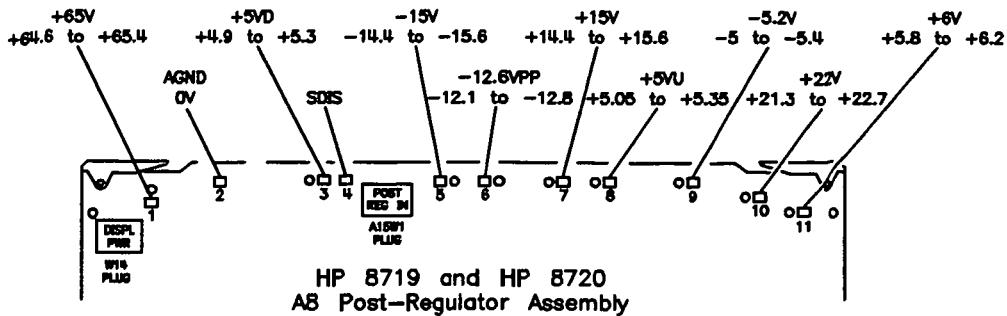 +65V +5VD -15V +15V -5.2V +6V
+64.6 to +65.4 +4.9 to +5.3 -14.4 to -15.6 +14.4 to +15.6 -5 to -5.4 +5.8 to +6.2
AGND -12.6VPP +5VU +22V
0V SDIS -12.1 to -12.8 +5.05 to +5.35 +21.3 to +22.7
1 2 3 4 5 6 7 8 9 10 11
POST
REG IN
A15W1
PLUG
DISPL
PWR
W14
PLUG
HP 8719 and HP 8720
A8 Post-Regulator Assembly